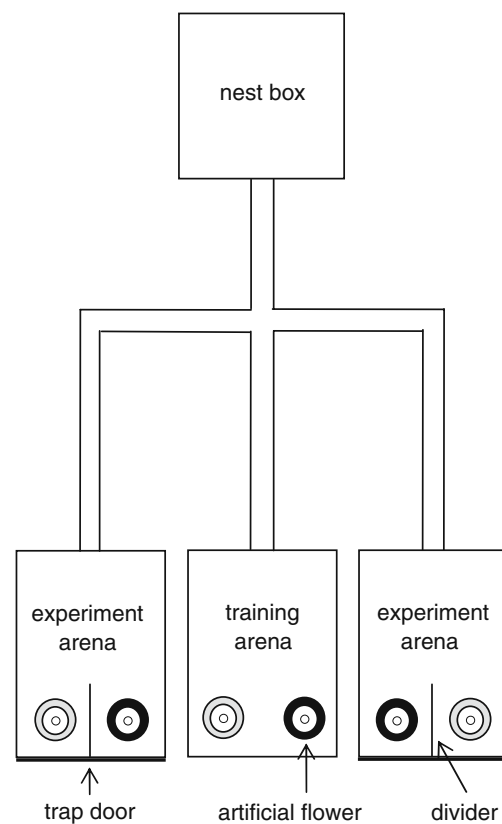 nest box
experiment
arena
training
arena
experiment
arena
trap door
artificial flower
divider